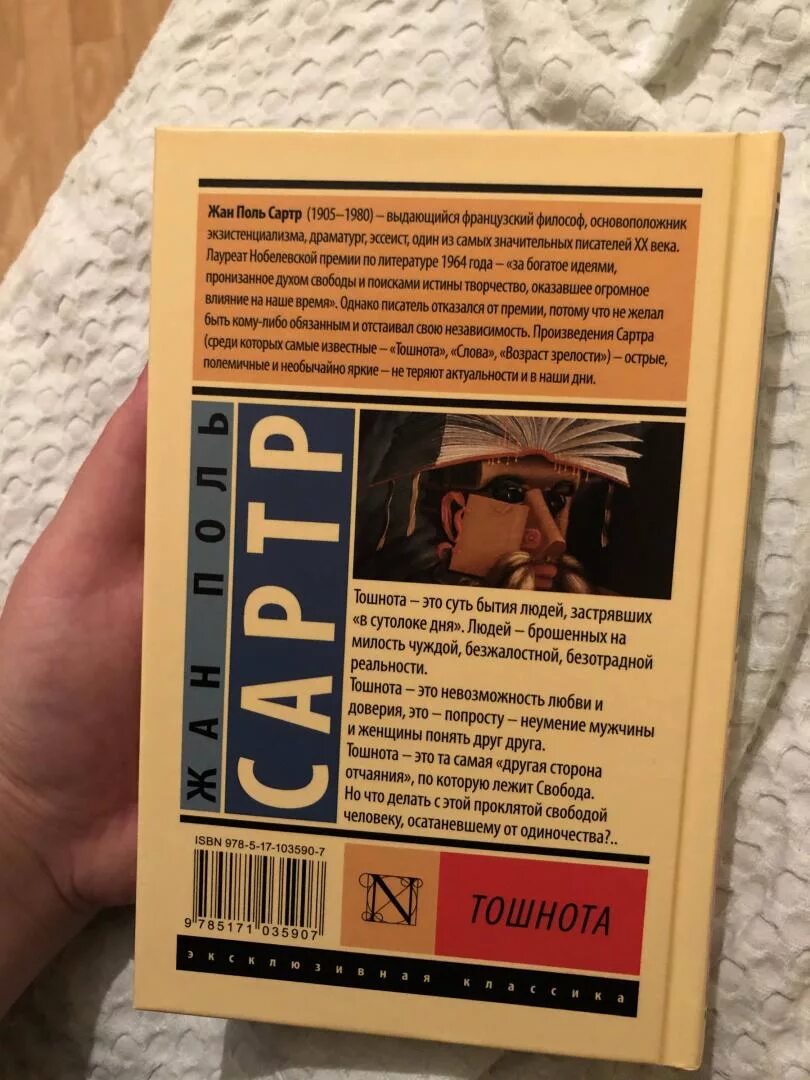 Жан Поль Сартр (1905–1980) – выдающийся французский философ, основоположник
экзистенциализма, драматург, эссеист, один из самых значительных писателей XX века.
Лауреат Нобелевской премии по литературе 1964 года – «за богатое идеями,
пронизанное духом свободы и поисками истины творчество, оказавшее огромное
влияние на наше время». Однако писатель отказался от премии, потому что не желал
быть кому-либо обязанным и отстаивал свою независимость. Произведения Сартра
(среди которых самые известные – «Тошнота», «Слова», «Возраст зрелости») – острые,
полемичные и необычайно яркие – не теряют актуальности и в наши дни.
ЖАН ПОЛЬ
САРТР
Тошнота – это суть бытия людей, застрявших
«в сутолоке дня». Людей – брошенных на
милость чуждой, безжалостной, безотрадной
реальности.
Тошнота – это невозможность любви и
доверия, это – попросту – неумение мужчины
и женщины понять друг друга.
Тошнота – это та самая «другая сторона
отчаяния», по которую лежит Свобода.
Но что делать с этой проклятой свободой
человеку, осатаневшему от одиночества?..
ISBN 978-5-17-103590-7
9 785171 035907
N
ТОШНОТА
эксклюзивная классика